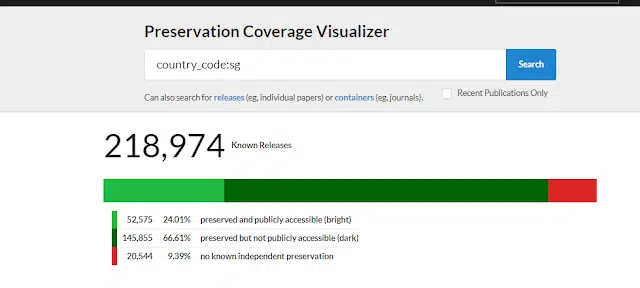 Preservation Coverage Visualizer
country_code:sg
Search
Can also search for releases (eg, individual papers) or containers (eg, journals).
Recent Publications Only
218,974 Known Releases
52,575 24.01% preserved and publicly accessible (bright)
145,855 66.61% preserved but not publicly accessible (dark)
20,544 9.39% no known independent preservation